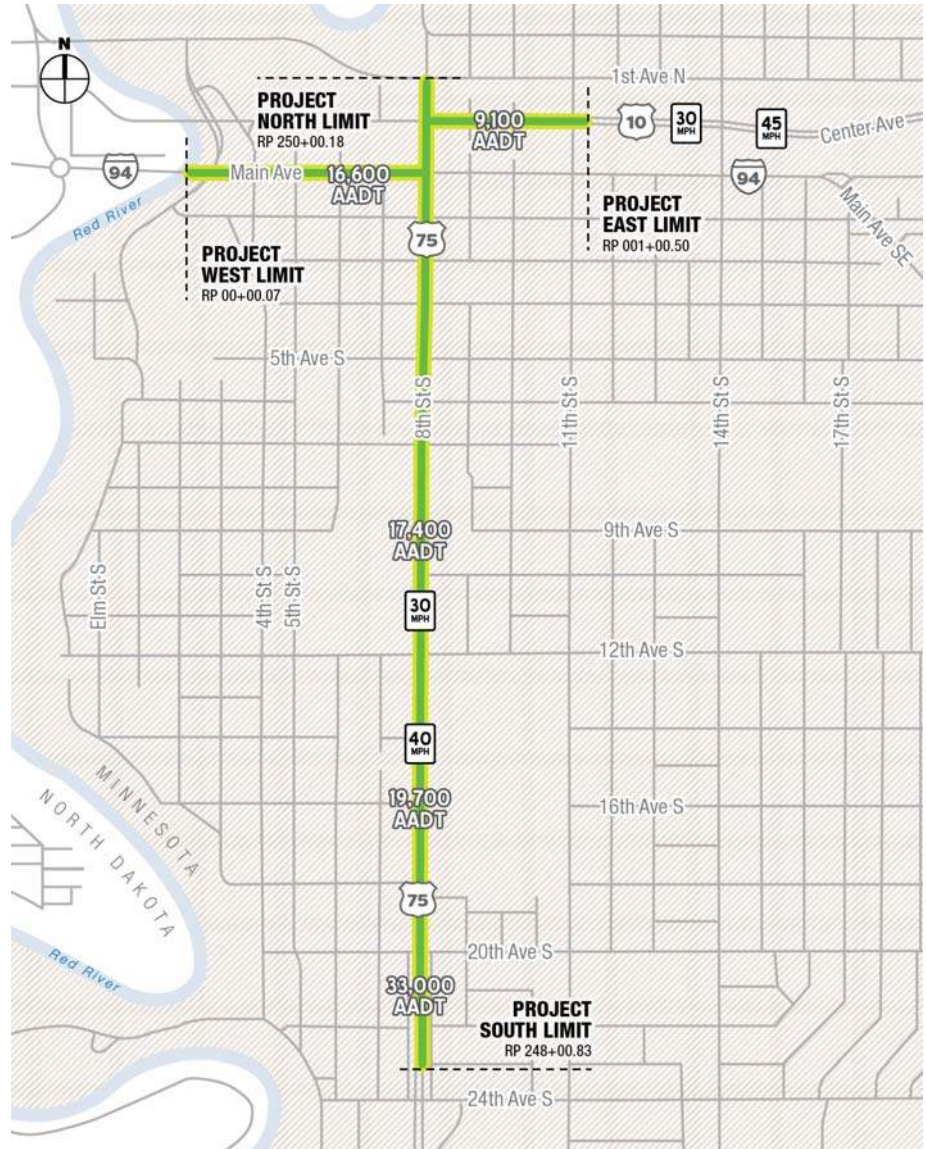 N
1st Ave N
PROJECT
NORTH LIMIT
RP 250+00.18
9,100
AADT
10
30
MPH
45
MPH
Center Ave
94
Main Ave
16,600
AADT
94
Main Ave SE
Red River
PROJECT
EAST LIMIT
RP 001+00.50
75
PROJECT
WEST LIMIT
RP 00+00.07
5th Ave S
8th St S
11th St S
14th St S
17th St S
17,400
AADT
9th Ave S
Elm St S
4th St S
5th St S
30
MPH
12th Ave S
40
MPH
MINNESOTA
NORTH DAKOTA
19,700
AADT
16th Ave S
75
20th Ave S
Red River
33,000
AADT
PROJECT
SOUTH LIMIT
RP 248+00.83
24th Ave S